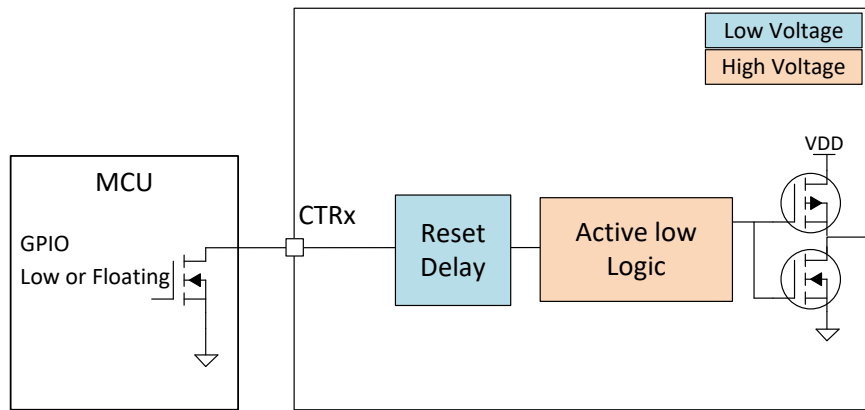 Low Voltage
High Voltage
VDD
MCU
CTRx
GPIO
Low or Floating
Reset
Delay
Active low
Logic